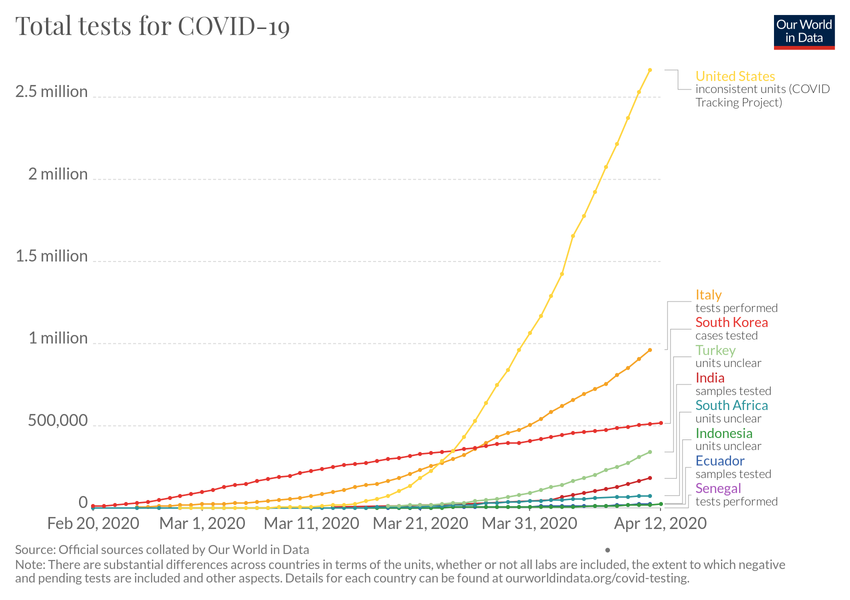 Total tests for COVID-19
Our World
in Data
2.5 million
2 million
1.5 million
1 million
500,000
0
Feb 20, 2020
Mar 1, 2020
Mar 11, 2020
Mar 21, 2020
Mar 31, 2020
Apr 12, 2020
United States
inconsistent units (COVID
Tracking Project)
Italy
tests performed
South Korea
cases tested
Turkey
units unclear
India
samples tested
South Africa
units unclear
Indonesia
units unclear
Ecuador
samples tested
Senegal
tests performed
Source: Official sources collated by Our World in Data
Note: There are substantial differences across countries in terms of the units, whether or not all labs are included, the extent to which negative
and pending tests are included and other aspects. Details for each country can be found at ourworldindata.org/covid-testing.